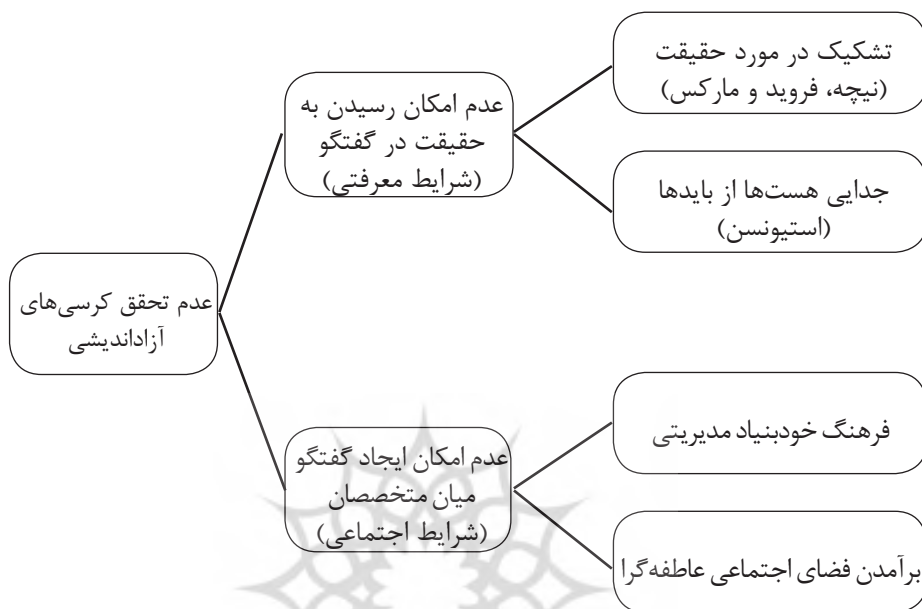 تشکیک در مورد حقیقت
(نیچه، فروید و مارکس)
عدم امکان رسیدن به
حقیقت در گفتگو
(شرایط معرفتی)
جدایی هست‌ها از بایدها
(استیونسن)
عدم تحقق کرسی‌های
آزاداندیشی
فرهنگ خودبنیاد مدیریتی
عدم امکان ایجاد گفتگو
میان متخصصان
(شرایط اجتماعی)
برآمدن فضای اجتماعی عاطفه‌گرا